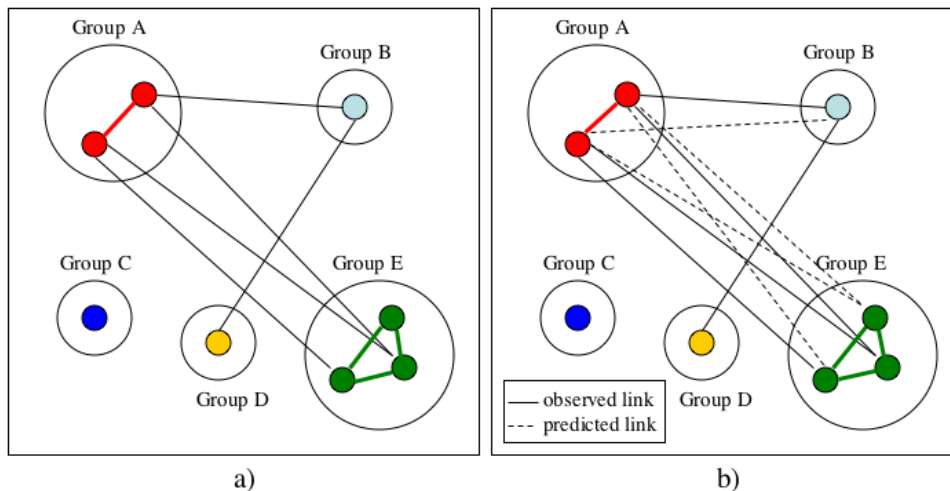 Group A
Group B
Group C
Group E
Group D
a)
Group A
Group B
Group C
Group E
Group D
observed link
predicted link
b)